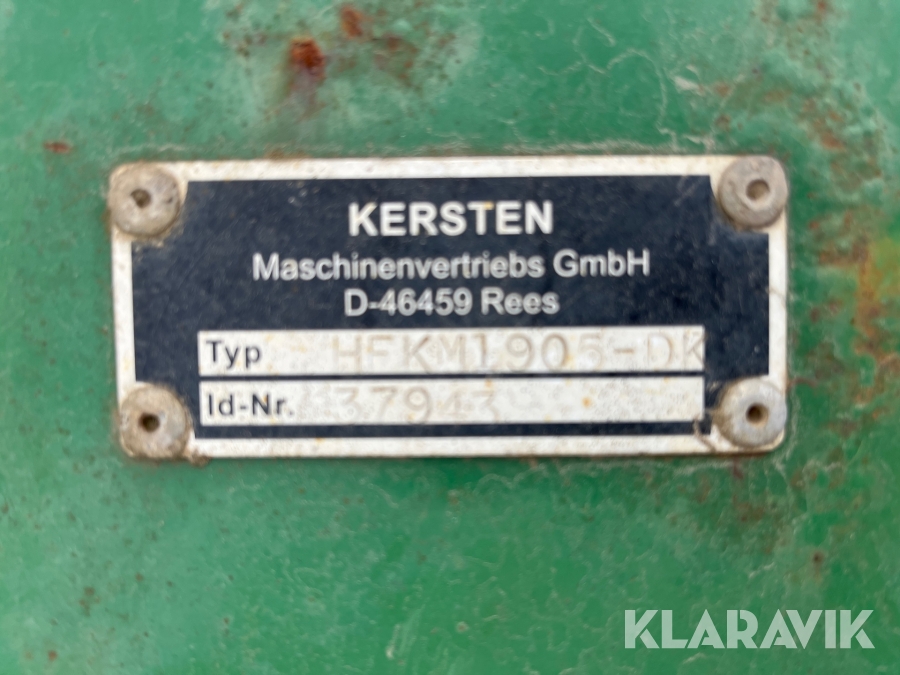 KERSTEN
Maschinenvertriebs GmbH
D-46459 Rees
Typ HFKM1905-DK
Id-Nr. 37943
KLARAVIK